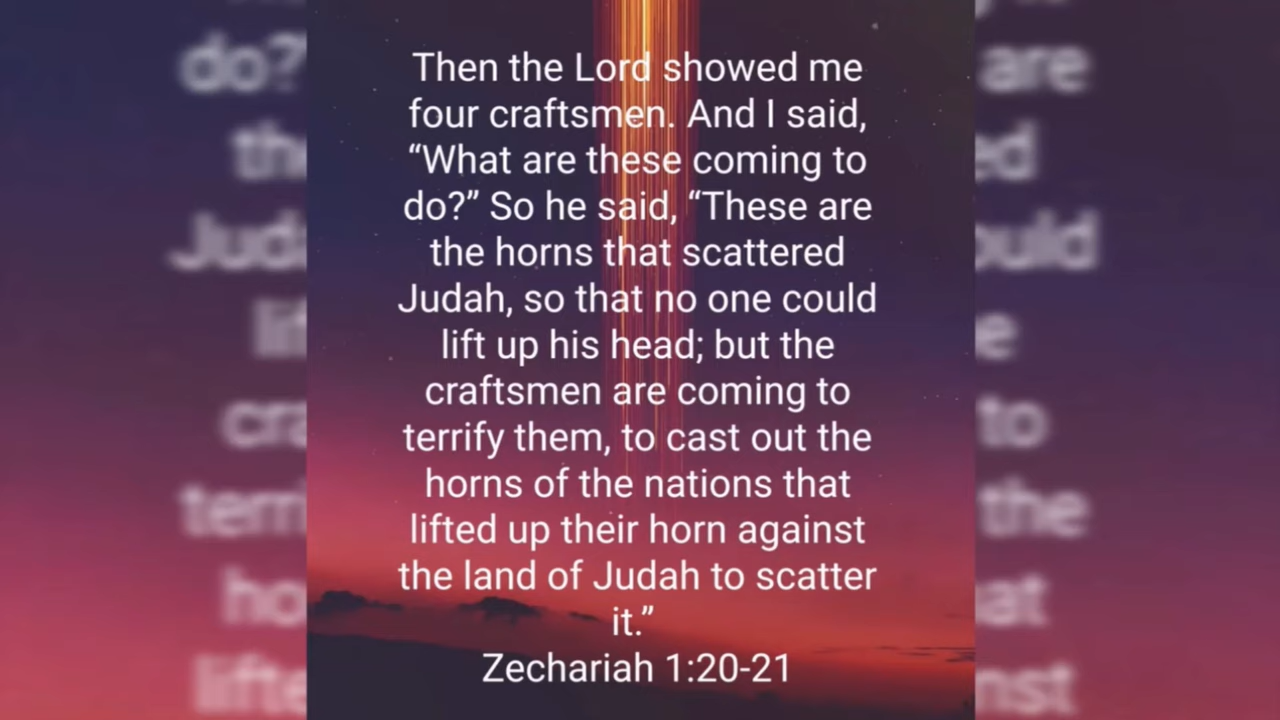 Then the Lord showed me
four craftsmen. And I said,
“What are these coming to
do?” So he said, “These are
the horns that scattered
Judah, so that no one could
lift up his head; but the
craftsmen are coming to
terrify them, to cast out the
horns of the nations that
lifted up their horn against
the land of Judah to scatter
it.”
Zechariah 1:20-21